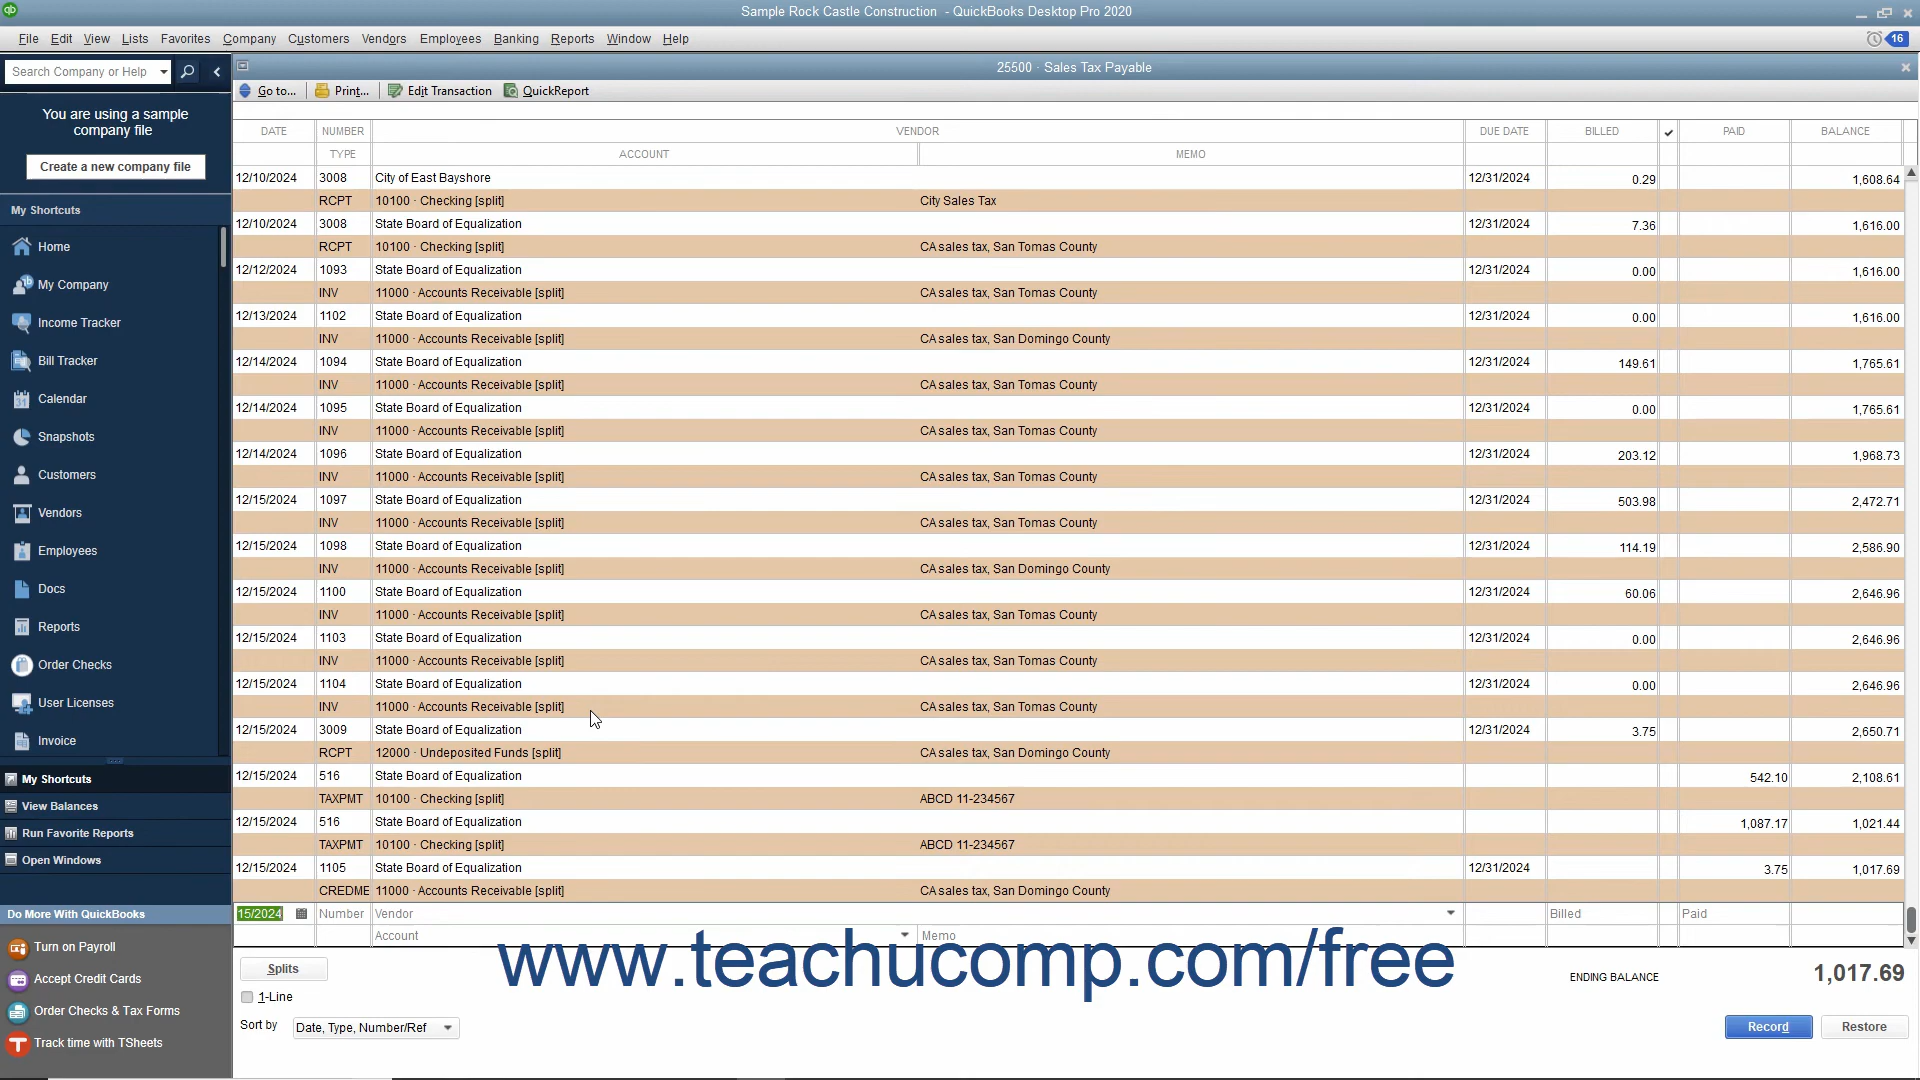 Sample Rock Castle Construction - QuickBooks Desktop Pro 2020
File Edit View Lists Favorites Company Customers Vendors Employees Banking Reports Window Help 16
Search Company or Help
25500 · Sales Tax Payable
Go to... Print... Edit Transaction QuickReport
You are using a sample
company file
Create a new company file
My Shortcuts
Home
My Company
Income Tracker
Bill Tracker
Calendar
Snapshots
Customers
Vendors
Employees
Docs
Reports
Order Checks
User Licenses
Invoice
My Shortcuts
View Balances
Run Favorite Reports
Open Windows
Do More With QuickBooks
Turn on Payroll
Accept Credit Cards
Order Checks & Tax Forms
Track time with TSheets
DATE NUMBER VENDOR DUE DATE BILLED ✓ PAID BALANCE
TYPE ACCOUNT MEMO
12/10/2024 3008 City of East Bayshore 12/31/2024 0.29 1,608.64
RCPT 10100 · Checking [split] City Sales Tax
12/10/2024 3008 State Board of Equalization 12/31/2024 7.36 1,616.00
RCPT 10100 · Checking [split] CA sales tax, San Tomas County
12/12/2024 1093 State Board of Equalization 12/31/2024 0.00 1,616.00
INV 11000 · Accounts Receivable [split] CA sales tax, San Tomas County
12/13/2024 1102 State Board of Equalization 12/31/2024 0.00 1,616.00
INV 11000 · Accounts Receivable [split] CA sales tax, San Domingo County
12/14/2024 1094 State Board of Equalization 12/31/2024 149.61 1,765.61
INV 11000 · Accounts Receivable [split] CA sales tax, San Tomas County
12/14/2024 1095 State Board of Equalization 12/31/2024 0.00 1,765.61
INV 11000 · Accounts Receivable [split] CA sales tax, San Tomas County
12/14/2024 1096 State Board of Equalization 12/31/2024 203.12 1,968.73
INV 11000 · Accounts Receivable [split] CA sales tax, San Tomas County
12/15/2024 1097 State Board of Equalization 12/31/2024 503.98 2,472.71
INV 11000 · Accounts Receivable [split] CA sales tax, San Tomas County
12/15/2024 1098 State Board of Equalization 12/31/2024 114.19 2,586.90
INV 11000 · Accounts Receivable [split] CA sales tax, San Domingo County
12/15/2024 1100 State Board of Equalization 12/31/2024 60.06 2,646.96
INV 11000 · Accounts Receivable [split] CA sales tax, San Tomas County
12/15/2024 1103 State Board of Equalization 12/31/2024 0.00 2,646.96
INV 11000 · Accounts Receivable [split] CA sales tax, San Tomas County
12/15/2024 1104 State Board of Equalization 12/31/2024 0.00 2,646.96
INV 11000 · Accounts Receivable [split] CA sales tax, San Tomas County
12/15/2024 3009 State Board of Equalization 12/31/2024 3.75 2,650.71
RCPT 12000 · Undeposited Funds [split] CA sales tax, San Domingo County
12/15/2024 516 State Board of Equalization 542.10 2,108.61
TAXPMT 10100 · Checking [split] ABCD 11-234567
12/15/2024 516 State Board of Equalization 1,087.17 1,021.44
TAXPMT 10100 · Checking [split] ABCD 11-234567
12/15/2024 1105 State Board of Equalization 12/31/2024 3.75 1,017.69
CREDME 11000 · Accounts Receivable [split] CA sales tax, San Domingo County
15/2024 Number Vendor Billed Paid
Account Memo
www.teachucomp.com/free
Splits
ENDING BALANCE 1,017.69
1-Line
Sort by Date, Type, Number/Ref
Record Restore